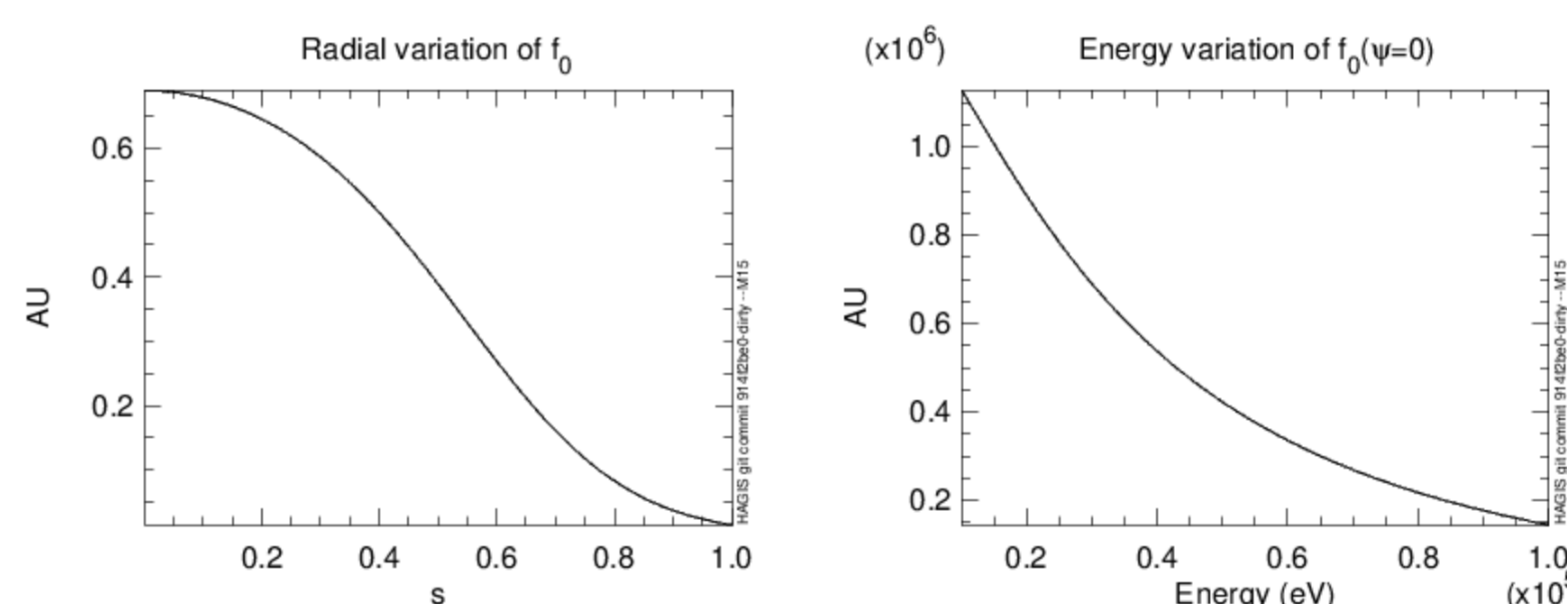 Radial variation of f0
0.6
0.4
0.2
AU
0.2 0.4 0.6 0.8 1.0
s
HAGIS git commit 914f2be0-dirty --M15
(x10^6) Energy variation of f0(ψ=0)
1.0
0.8
0.6
0.4
0.2
AU
0.2 0.4 0.6 0.8 1.0
Energy (eV)
HAGIS git commit 914f2be0-dirty --M15